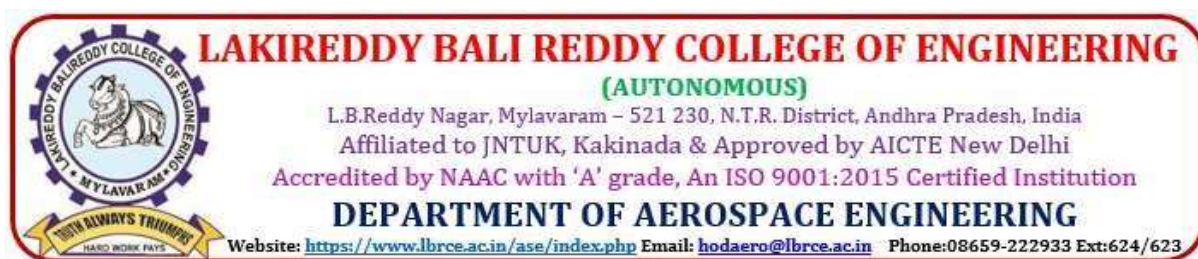 LAKIREDDY BALIREDDY COLLEGE OF ENGINEERING
MYLAVARAM
TRUTH ALWAYS TRIUMPHS
HARD WORK PAYS
LAKIREDDY BALI REDDY COLLEGE OF ENGINEERING
(AUTONOMOUS)
L.B.Reddy Nagar, Mylavaram – 521 230, N.T.R. District, Andhra Pradesh, India
Affiliated to JNTUK, Kakinada & Approved by AICTE New Delhi
Accredited by NAAC with ‘A’ grade, An ISO 9001:2015 Certified Institution
DEPARTMENT OF AEROSPACE ENGINEERING
Website: https://www.lbrce.ac.in/ase/index.php Email: hodaero@lbrce.ac.in Phone:08659-222933 Ext:624/623